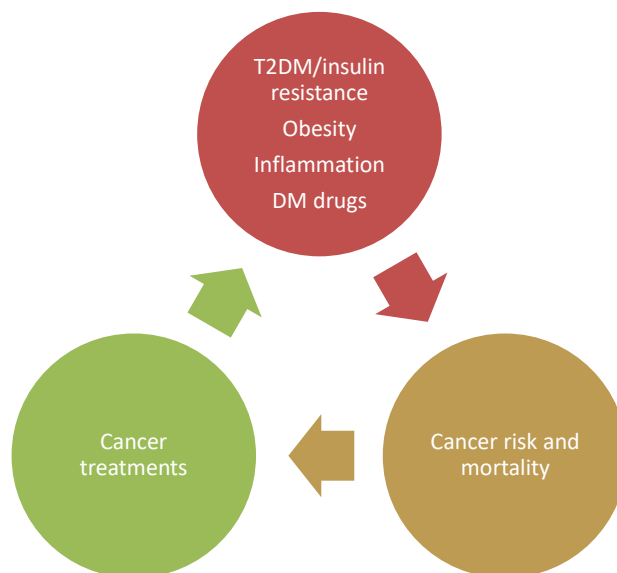 T2DM/insulin
resistance
Obesity
Inflammation
DM drugs
Cancer
treatments
Cancer risk and
mortality